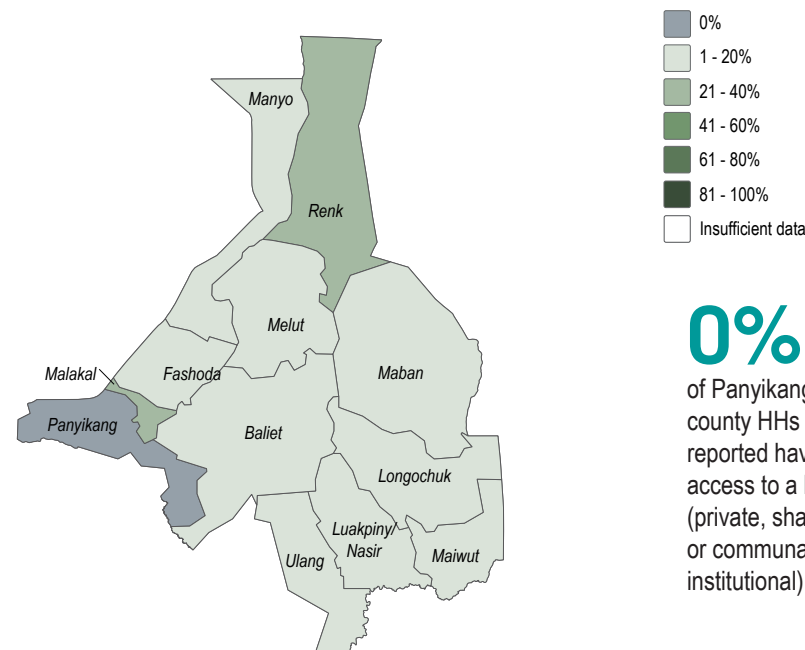 0%
1 - 20%
21 - 40%
41 - 60%
61 - 80%
81 - 100%
Insufficient data
Manyo
Renk
Melut
Malakal
Fashoda
Maban
Panyikang
Baliet
Longochuk
Luakpiny/
Nasir
Ulang
Maiwut
0%
of Panyikang
county HHs
reported hav
access to a
(private, sha
or communa
institutional)